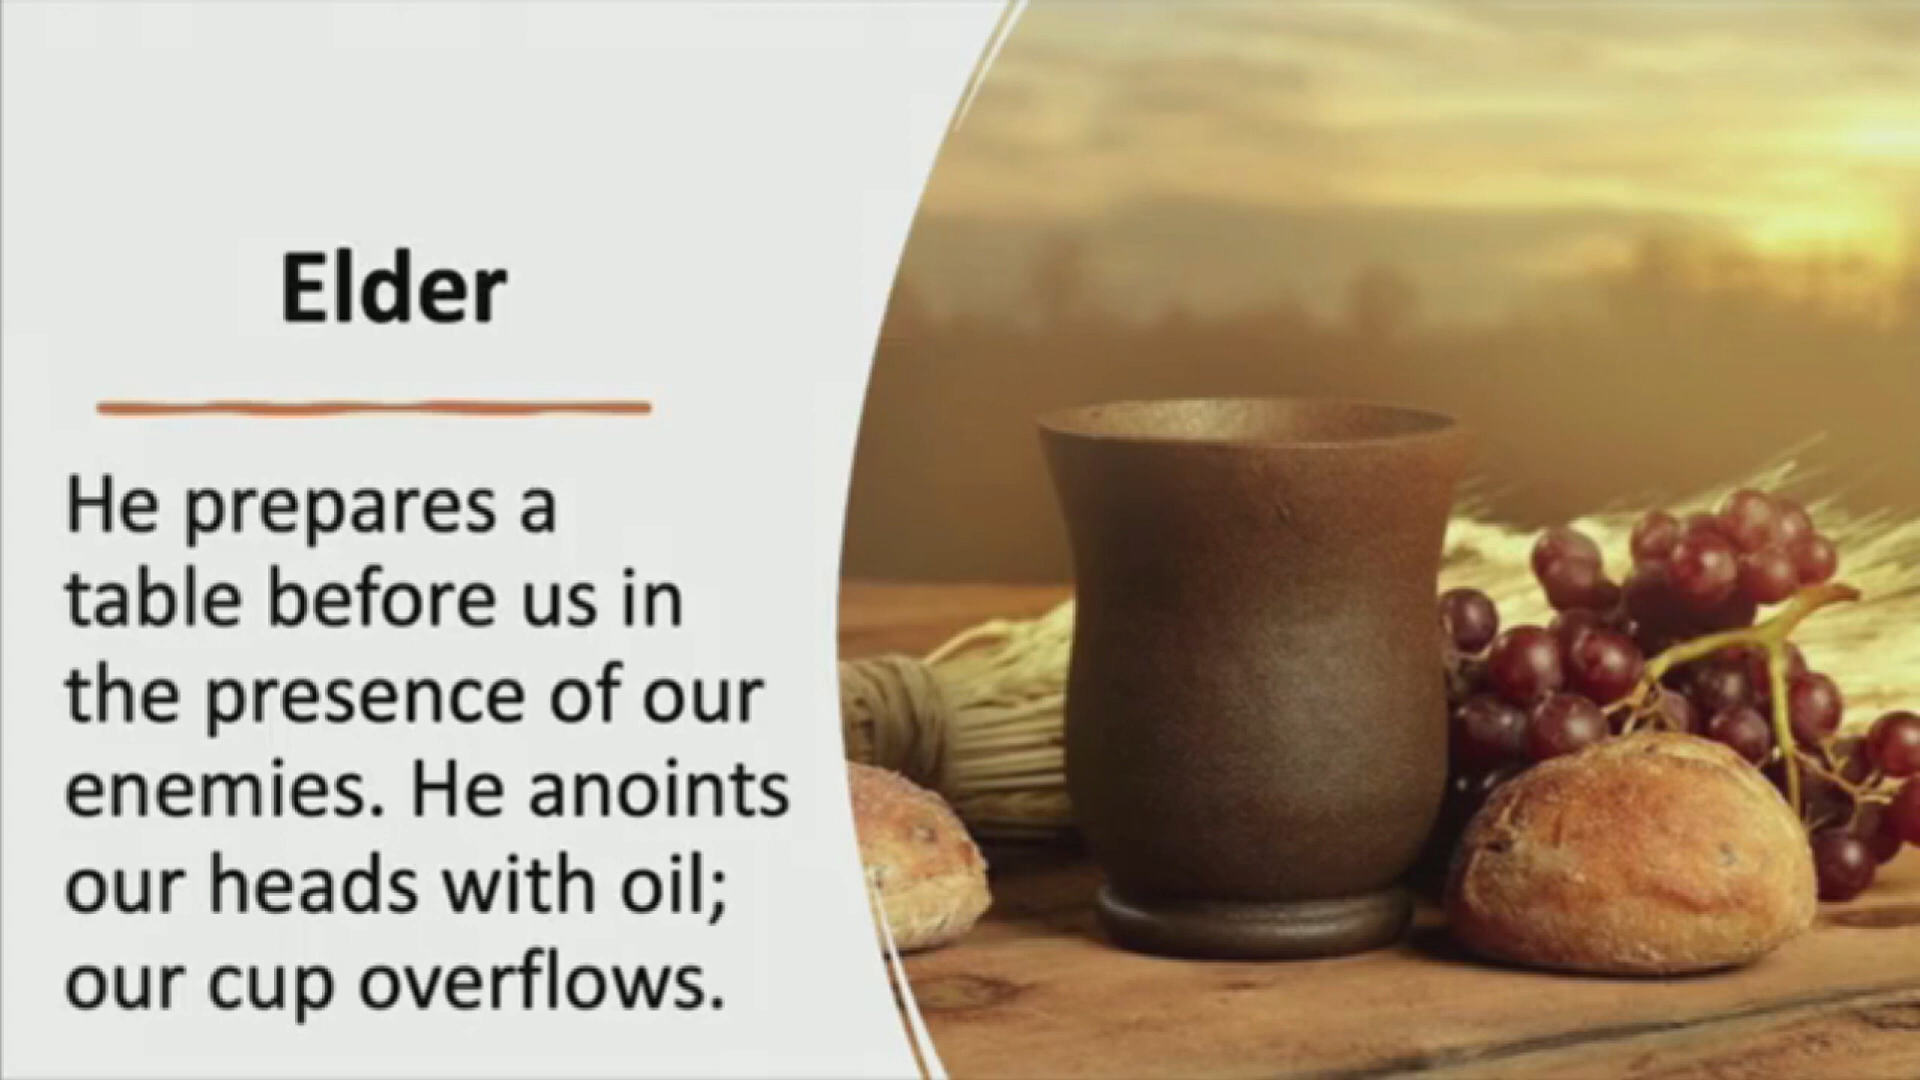 Elder
He prepares a
table before us in
the presence of our
enemies. He anoints
our heads with oil;
our cup overflows.